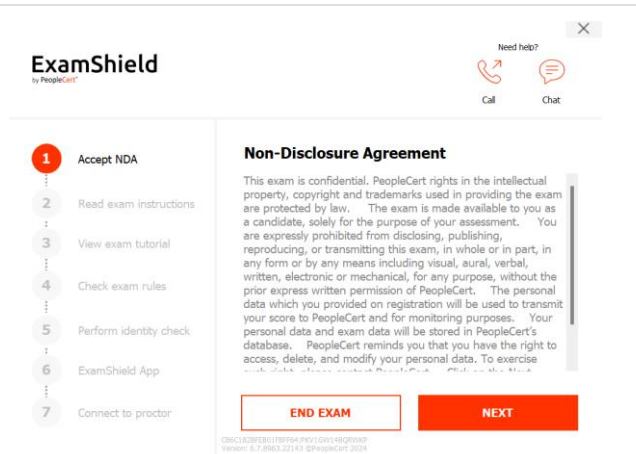 Need help?
ExamShield
by PeopleCert
Call
Chat
1 Accept NDA
2 Read exam instructions
3 View exam tutorial
4 Check exam rules
5 Perform identity check
6 ExamShield App
7 Connect to proctor
Non-Disclosure Agreement
This exam is confidential. PeopleCert rights in the intellectual
property, copyright and trademarks used in providing the exam
are protected by law. The exam is made available to you as
a candidate, solely for the purpose of your assessment. You
are expressly prohibited from disclosing, publishing,
reproducing, or transmitting this exam, in whole or in part, in
any form or by any means including visual, aural, verbal,
written, electronic or mechanical, for any purpose, without the
prior express written permission of PeopleCert. The personal
data which you provided on registration will be used to transmit
your score to PeopleCert and for monitoring purposes. Your
personal data and exam data will be stored in PeopleCert's
database. PeopleCert reminds you that you have the right to
access, delete, and modify your personal data. To exercise
such right, please contact PeopleCert. Click on the Next
END EXAM
NEXT
Version: 6.7.8963.22143 ©PeopleCert 2024